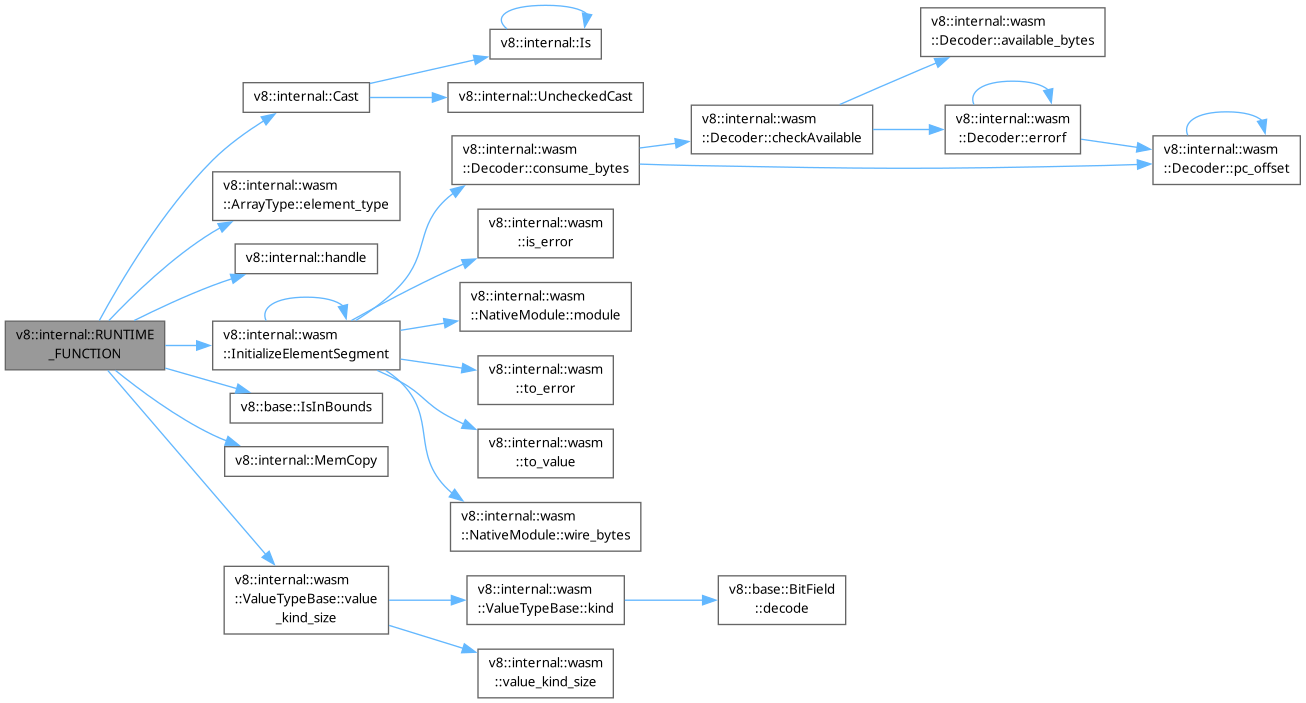 v8::internal::RUNTIME
_FUNCTION
v8::internal::Cast
v8::internal::Is
v8::internal::UncheckedCast
v8::internal::wasm
::ArrayType::element_type
v8::internal::handle
v8::internal::wasm
::InitializeElementSegment
v8::internal::wasm
::Decoder::consume_bytes
v8::internal::wasm
::Decoder::checkAvailable
v8::internal::wasm
::Decoder::available_bytes
v8::internal::wasm
::Decoder::errorf
v8::internal::wasm
::Decoder::pc_offset
v8::internal::wasm
::is_error
v8::internal::wasm
::NativeModule::module
v8::internal::wasm
::to_error
v8::internal::wasm
::to_value
v8::internal::wasm
::NativeModule::wire_bytes
v8::base::IsInBounds
v8::internal::MemCopy
v8::internal::wasm
::ValueTypeBase::value
_kind_size
v8::internal::wasm
::ValueTypeBase::kind
v8::base::BitField
::decode
v8::internal::wasm
::value_kind_size